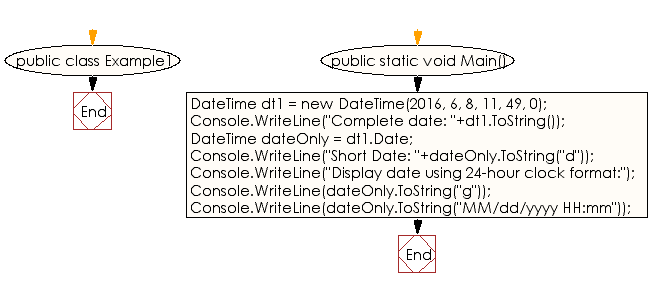 public class Example1
End
public static void Main()
DateTime dt1 = new DateTime(2016, 6, 8, 11, 49, 0);
Console.WriteLine("Complete date: "+dt1.ToString());
DateTime dateOnly = dt1.Date;
Console.WriteLine("Short Date: "+dateOnly.ToString("d"));
Console.WriteLine("Display date using 24-hour clock format:");
Console.WriteLine(dateOnly.ToString("g"));
Console.WriteLine(dateOnly.ToString("MM/dd/yyyy HH:mm"));
End